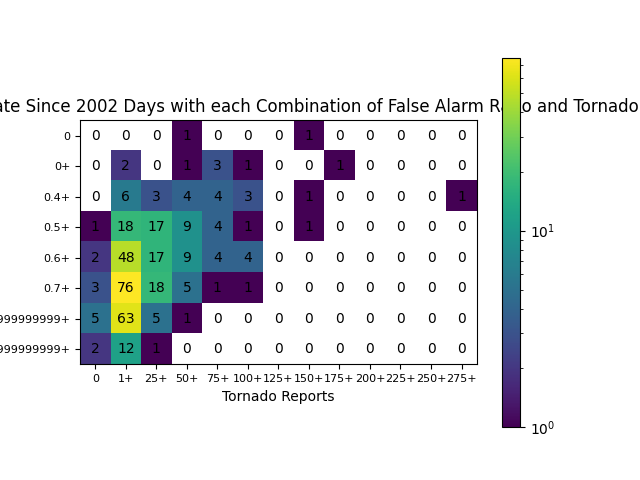 ate Since 2002 Days with each Combination of False Alarm Ratio and Tornado
0 0 0 0 1 0 0 0 1 0 0 0 0 0
0+ 0 2 0 1 3 1 0 0 1 0 0 0 0
0.4+ 0 6 3 4 4 3 0 1 0 0 0 0 1
0.5+ 1 18 17 9 4 1 0 1 0 0 0 0 0
0.6+ 2 48 17 9 4 4 0 0 0 0 0 0 0
0.7+ 3 76 18 5 1 1 0 0 0 0 0 0 0
999999999+ 5 63 5 1 0 0 0 0 0 0 0 0 0
999999999+ 2 12 1 0 0 0 0 0 0 0 0 0 0
0 1+ 25+ 50+ 75+ 100+ 125+ 150+ 175+ 200+ 225+ 250+ 275+
Tornado Reports
10^1
10^0